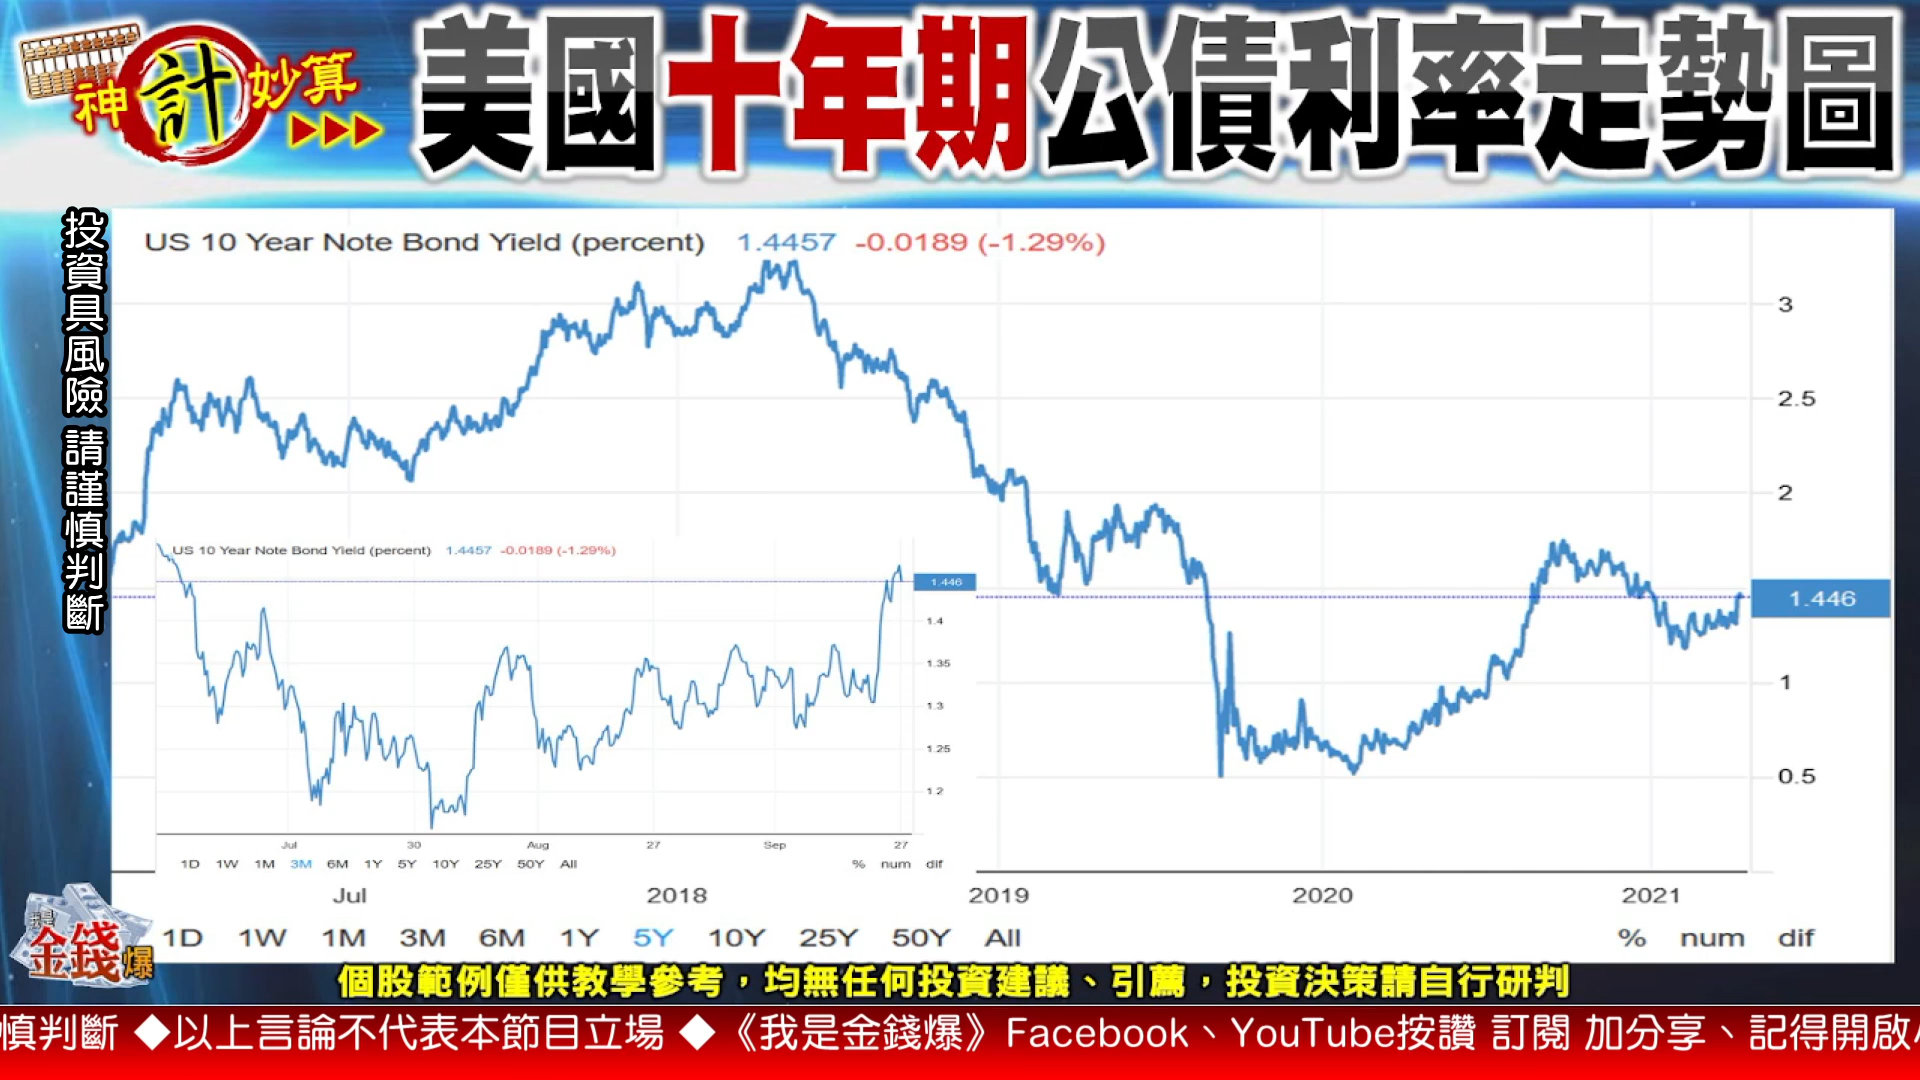 神計妙算
美國十年期公債利率走勢圖
投資具風險 請謹慎判斷
US 10 Year Note Bond Yield (percent) 1.4457 -0.0189 (-1.29%)
3
2.5
2
1.446
1
0.5
US 10 Year Note Bond Yield (percent) 1.4457 -0.0189 (-1.29%)
1.446
1.4
1.35
1.3
1.25
1.2
Jul 30 Aug 27 Sep 27
1D 1W 1M 3M 6M 1Y 5Y 10Y 25Y 50Y All % num dif
Jul 2018 2019 2020 2021
1D 1W 1M 3M 6M 1Y 5Y 10Y 25Y 50Y All % num dif
我是
金錢爆
個股範例僅供教學參考，均無任何投資建議、引薦，投資決策請自行研判
慎判斷 ◆以上言論不代表本節目立場 ◆《我是金錢爆》Facebook、YouTube按讚 訂閱 加分享、記得開啟